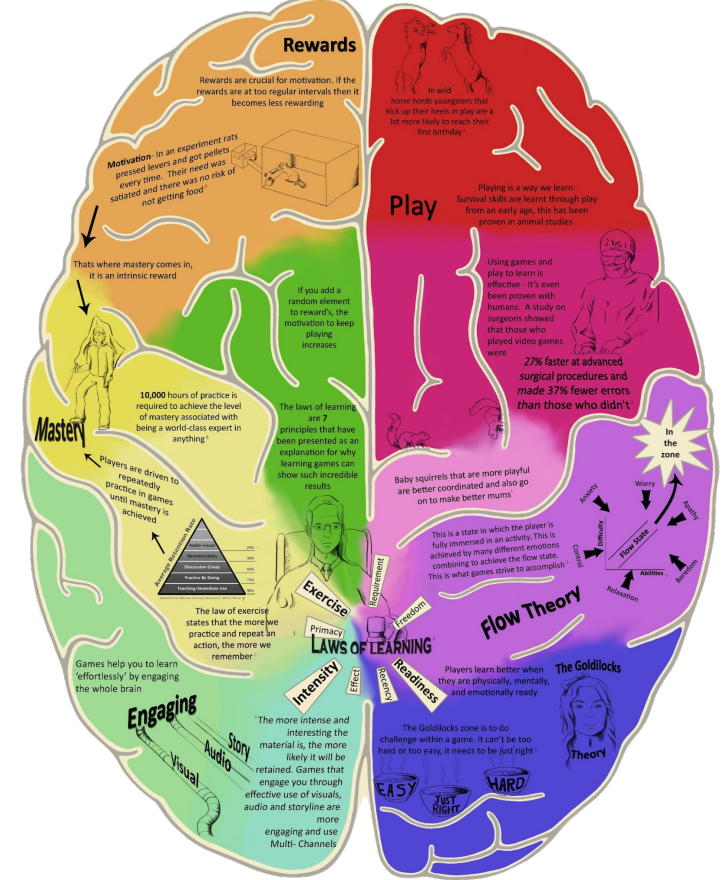 Rewards
Rewards are crucial for motivation. If the
rewards are at too regular intervals then it
becomes less rewarding
Motivation- In an experiment rats
pressed levers and got pellets
every time. Their need was
satiated and there was no risk of
not getting food
Thats where mastery comes in,
it is an intrinsic reward
If you add a
random element
to reward's, the
motivation to keep
playing
increases
In wild
horse herds youngsters that
kick up their heels in play are a
lot more likely to reach their
first birthday
Play
Playing is a way we learn.
Survival skills are learnt through play
from an early age, this has been
proven in animal studies
Using games and
play to learn is
effective - it's even
been proven with
humans. A study on
surgeons showed
that those who
played video games
were
27% faster at advanced
surgical procedures and
made 37% fewer errors
than those who didn't
Baby squirrels that are more playful
are better coordinated and also go
on to make better mums
Mastery
10,000 hours of practice is
required to achieve the level
of mastery associated with
being a world-class expert in
anything
Players are driven to
repeatedly
practice in games
until mastery is
achieved
The laws of learning
are 7
principles that have
been presented as an
explanation for why
learning games can
show such incredible
results
Average Retention Rate
Demonstration
Discussion Group
Practice By Doing
Teaching/Immediate Use
The law of exercise
states that the more we
practice and repeat an
action, the more we
remember
LAWS OF LEARNING
Exercise
Requirement
Freedom
Primacy
Intensity
Effect
Recency
Readiness
In
the
zone
Anxiety
Worry
Apathy
Control
Difficulty
Flow State
Abilities
Boredom
Relaxation
This is a state in which the player is
fully immersed in an activity. This is
achieved by many different emotions
combining to achieve the flow state.
This is what games strive to accomplish
Flow Theory
Games help you to learn
'effortlessly' by engaging
the whole brain
Engaging
Story
Audio
Visual
The more intense and
interesting the
material is, the more
likely it will be
retained. Games that
engage you through
effective use of visuals,
audio and storyline are
more
engaging and use
Multi- Channels
Players learn better when
they are physically, mentally,
and emotionally ready
The Goldilocks
Theory
The Goldilocks zone is to do
challenge within a game. It can't be too
hard or too easy, it needs to be just right
EASY
JUST
RIGHT
HARD